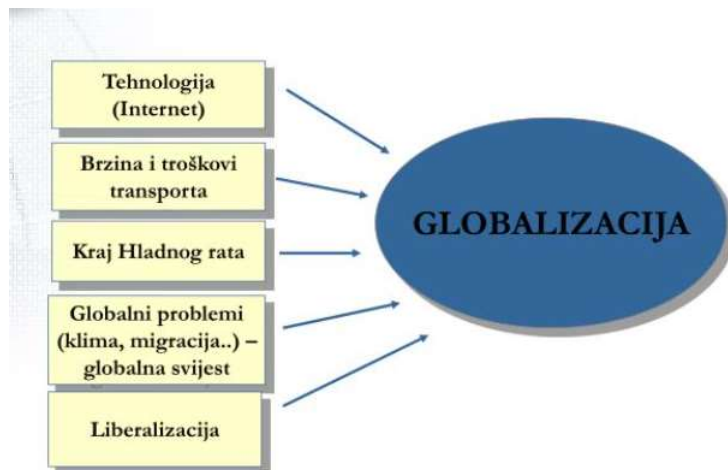 Tehnologija
(Internet)
Brzina i troškovi
transporta
Kraj Hladnog rata
Globalni problemi
(klima, migracija..) –
globalna svijest
Liberalizacija
GLOBALIZACIJA